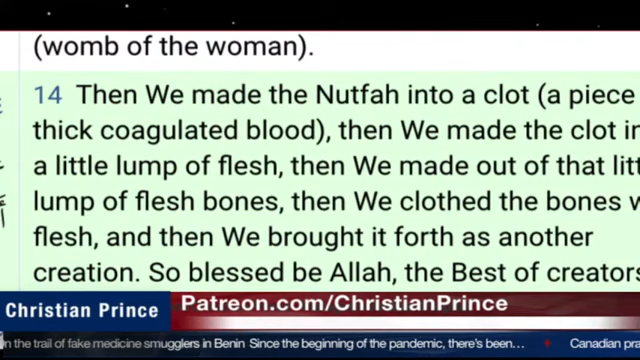 (womb of the woman).
14 Then We made the Nutfah into a clot (a piece
thick coagulated blood), then We made the clot in
a little lump of flesh, then We made out of that litt
lump of flesh bones, then We clothed the bones w
flesh, and then We brought it forth as another
creation. So blessed be Allah, the Best of creators
Christian Prince
Patreon.com/ChristianPrince
n the trail of fake medicine smugglers in Benin Since the beginning of the pandemic, there's been... Canadian pra